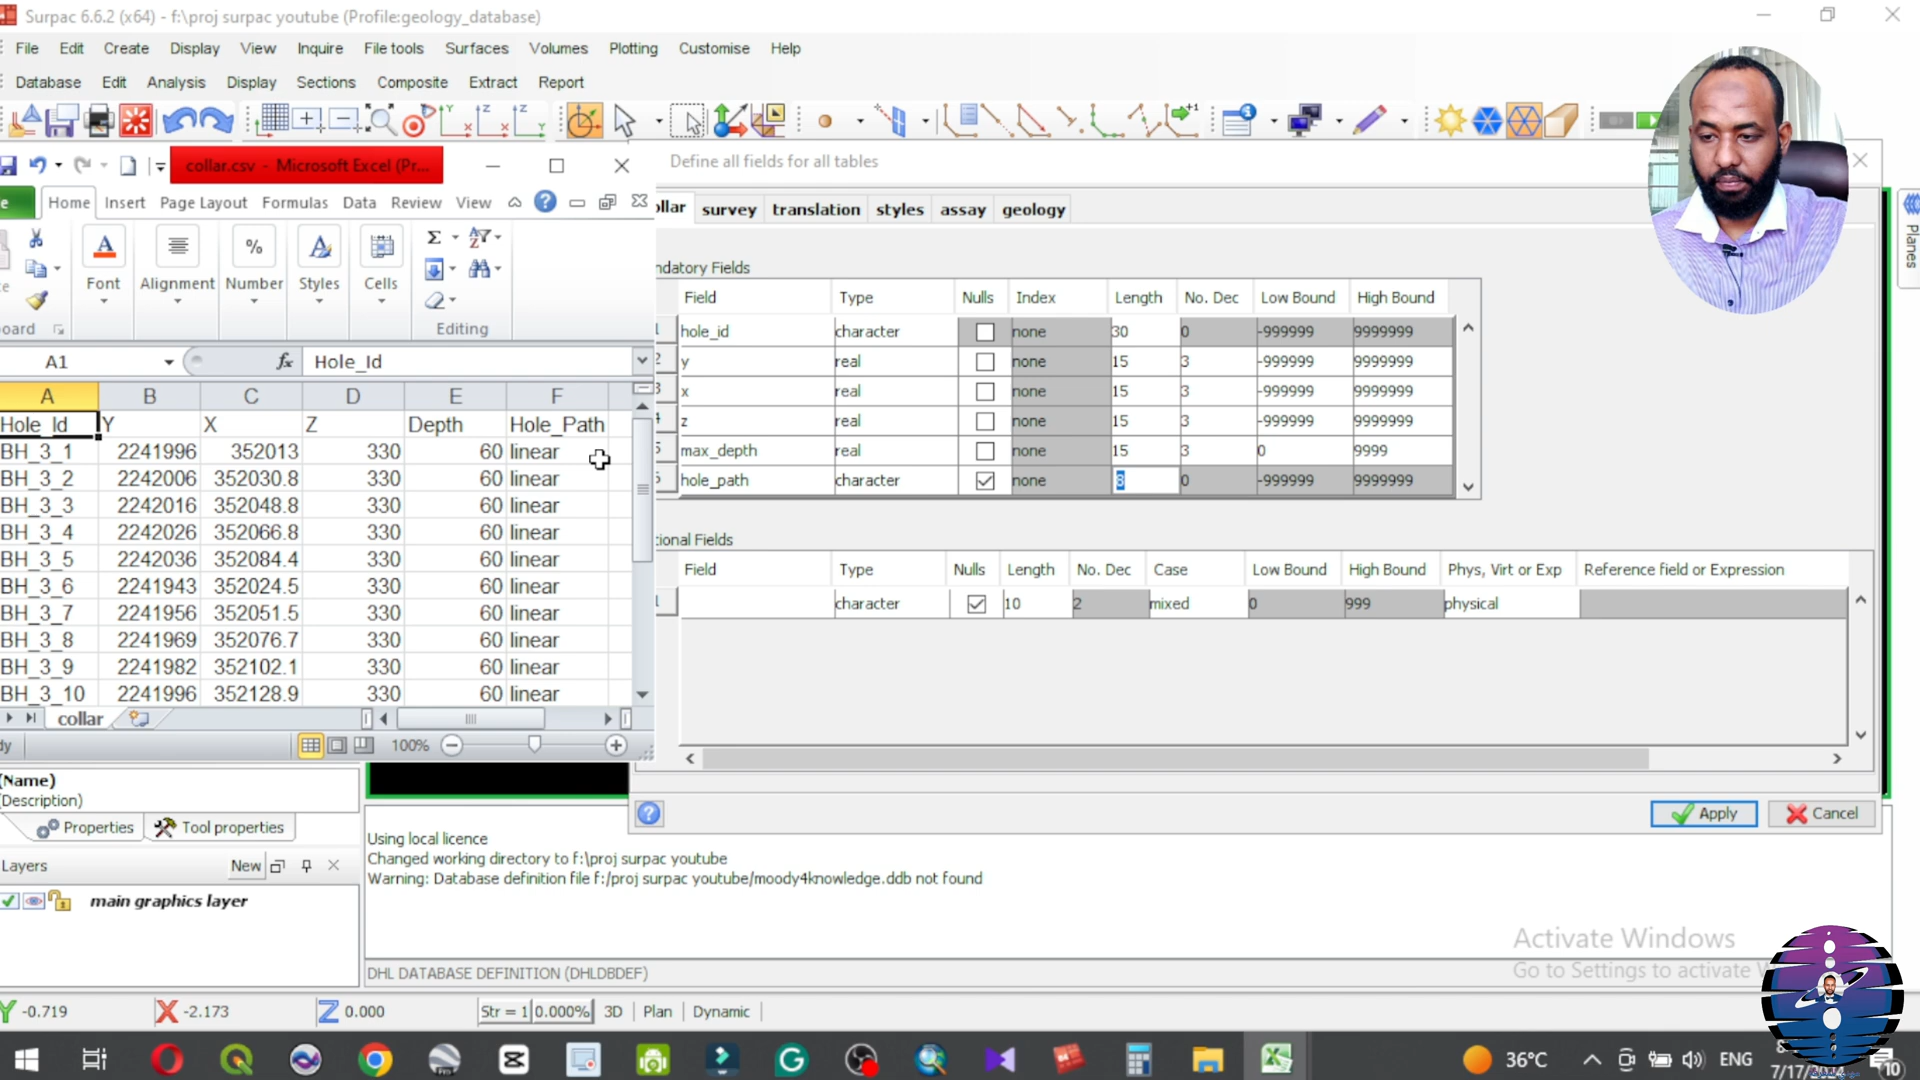 Surpac 6.6.2 (x64) - f:\proj surpac youtube (Profile:geology_database)
File Edit Create Display View Inquire File tools Surfaces Volumes Plotting Customise Help
Database Edit Analysis Display Sections Composite Extract Report
collar.csv - Microsoft Excel (Pr...
Define all fields for all tables
Home Insert Page Layout Formulas Data Review View
survey translation styles assay geology
Font Alignment Number Styles Cells
Editing
A1 fx Hole_Id
A B C D E F
Hole_Id Y X Z Depth Hole_Path
BH_3_1 2241996 352013 330 60 linear
BH_3_2 2242006 352030.8 330 60 linear
BH_3_3 2242016 352048.8 330 60 linear
BH_3_4 2242026 352066.8 330 60 linear
BH_3_5 2242036 352084.4 330 60 linear
BH_3_6 2241943 352024.5 330 60 linear
BH_3_7 2241956 352051.5 330 60 linear
BH_3_8 2241969 352076.7 330 60 linear
BH_3_9 2241982 352102.1 330 60 linear
BH_3_10 2241996 352128.9 330 60 linear
collar
100%
Field Type Nulls Index Length No. Dec Low Bound High Bound
hole_id character none 30 0 -999999 9999999
2 y real none 15 3 -999999 9999999
3 x real none 15 3 -999999 9999999
4 z real none 15 3 -999999 9999999
5 max_depth real none 15 3 0 9999
hole_path character none 8 0 -999999 9999999
Field Type Nulls Length No. Dec Case Low Bound High Bound Phys, Virt or Exp Reference field or Expression
character 10 2 mixed 0 999 physical
Apply Cancel
Planes
(Name)
(Description)
Properties Tool properties
Layers New
main graphics layer
Using local licence
Changed working directory to f:\proj surpac youtube
Warning: Database definition file f:/proj surpac youtube/moody4knowledge.ddb not found
DHL DATABASE DEFINITION (DHLDBDEF)
Activate Windows
Go to Settings to activate
Y -0.719 X -2.173 Z 0.000 Str = 1 0.000% 3D Plan Dynamic
36°C ENG
10